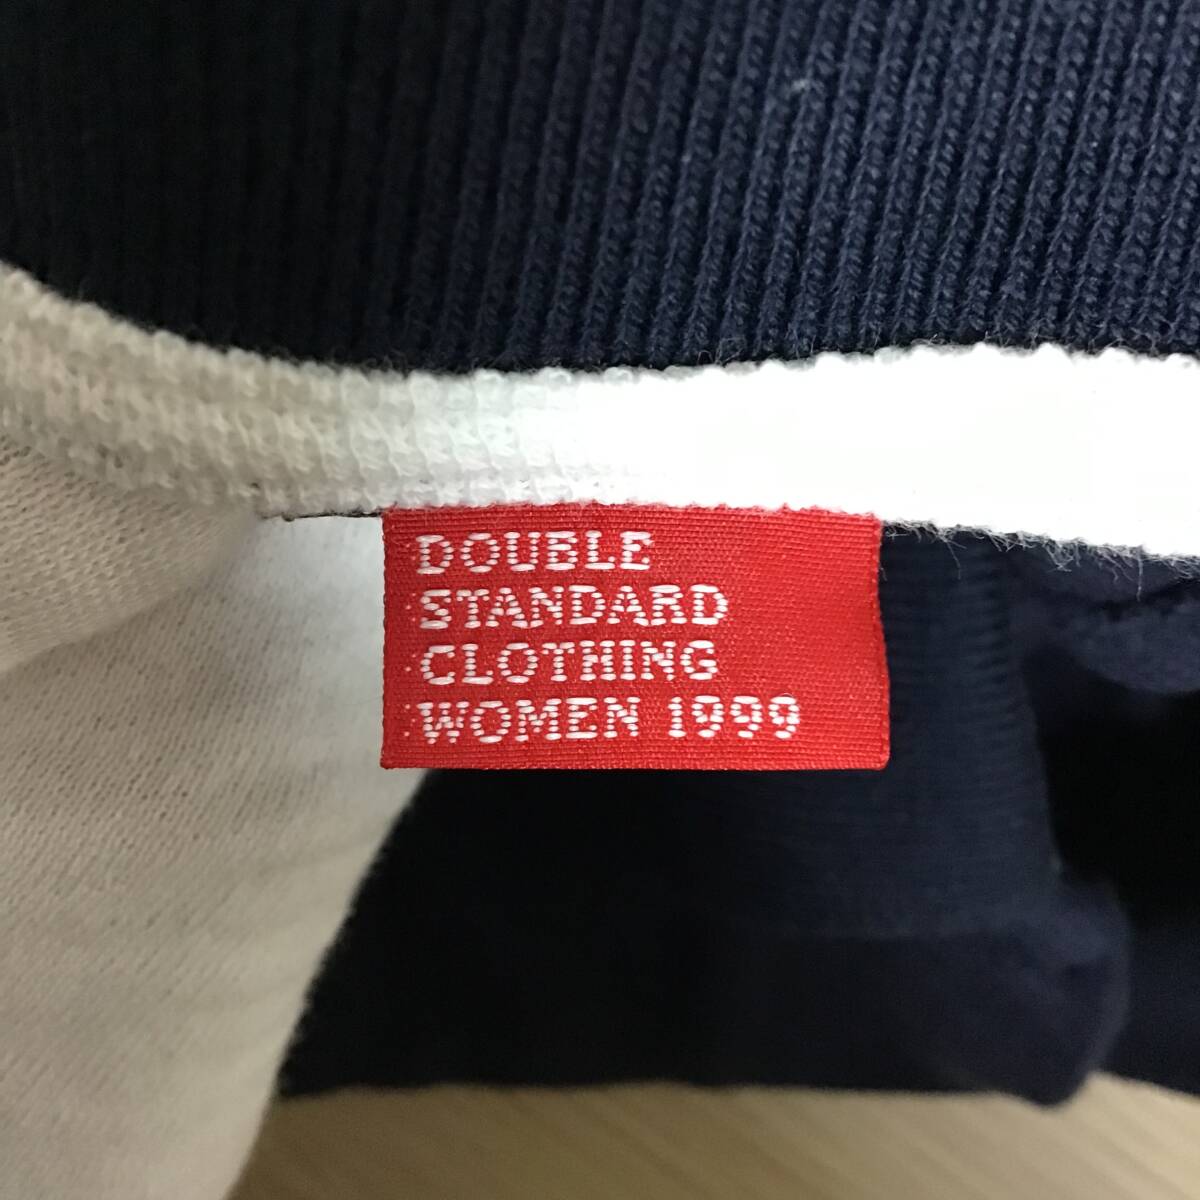 DOUBLE
STANDARD
CLOTHING
WOMEN 1999